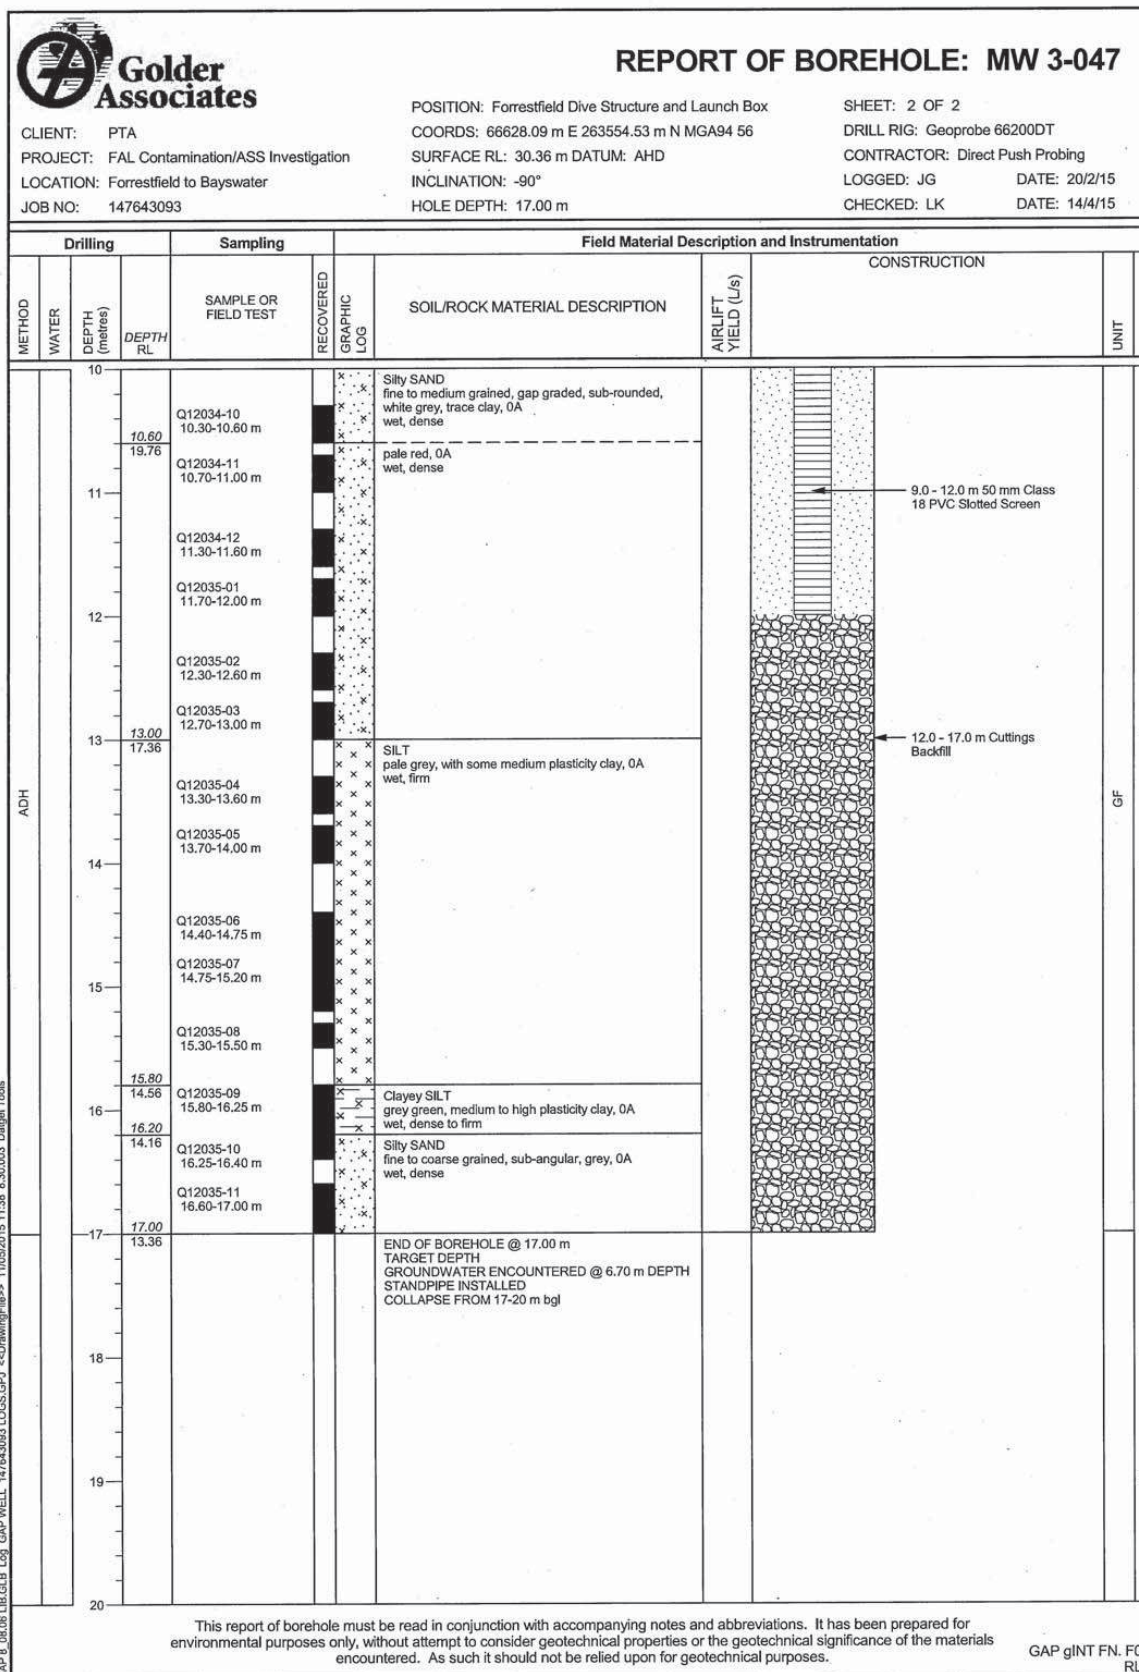 Golder
Associates
REPORT OF BOREHOLE: MW 3-047
CLIENT: PTA
PROJECT: FAL Contamination/ASS Investigation
LOCATION: Forrestfield to Bayswater
JOB NO: 147643093
POSITION: Forrestfield Dive Structure and Launch Box
COORDS: 66628.09 m E 263554.53 m N MGA94 56
SURFACE RL: 30.36 m DATUM: AHD
INCLINATION: -90°
HOLE DEPTH: 17.00 m
SHEET: 2 OF 2
DRILL RIG: Geoprobe 66200DT
CONTRACTOR: Direct Push Probing
LOGGED: JG DATE: 20/2/15
CHECKED: LK DATE: 14/4/15
Drilling
Sampling
Field Material Description and Instrumentation
METHOD
WATER
DEPTH
(metres)
DEPTH
RL
SAMPLE OR
FIELD TEST
RECOVERED
GRAPHIC
LOG
SOIL/ROCK MATERIAL DESCRIPTION
AIRLIFT
YIELD (L/s)
CONSTRUCTION
UNIT
ADH
10
11
12
13
14
15
16
17
18
19
20
10.60
19.76
13.00
17.36
15.80
14.56
16.20
14.16
17.00
13.36
Q12034-10
10.30-10.60 m
Q12034-11
10.70-11.00 m
Q12034-12
11.30-11.60 m
Q12035-01
11.70-12.00 m
Q12035-02
12.30-12.60 m
Q12035-03
12.70-13.00 m
Q12035-04
13.30-13.60 m
Q12035-05
13.70-14.00 m
Q12035-06
14.40-14.75 m
Q12035-07
14.75-15.20 m
Q12035-08
15.30-15.50 m
Q12035-09
15.80-16.25 m
Q12035-10
16.25-16.40 m
Q12035-11
16.60-17.00 m
Silty SAND
fine to medium grained, gap graded, sub-rounded,
white grey, trace clay, 0A
wet, dense
pale red, 0A
wet, dense
SILT
pale grey, with some medium plasticity clay, 0A
wet, firm
Clayey SILT
grey green, medium to high plasticity clay, 0A
wet, dense to firm
Silty SAND
fine to coarse grained, sub-angular, grey, 0A
wet, dense
END OF BOREHOLE @ 17.00 m
TARGET DEPTH
GROUNDWATER ENCOUNTERED @ 6.70 m DEPTH
STANDPIPE INSTALLED
COLLAPSE FROM 17-20 m bgl
9.0 - 12.0 m 50 mm Class
18 PVC Slotted Screen
12.0 - 17.0 m Cuttings
Backfill
GF
This report of borehole must be read in conjunction with accompanying notes and abbreviations. It has been prepared for
environmental purposes only, without attempt to consider geotechnical properties or the geotechnical significance of the materials
encountered. As such it should not be relied upon for geotechnical purposes.
GAP gINT FN. F
RL